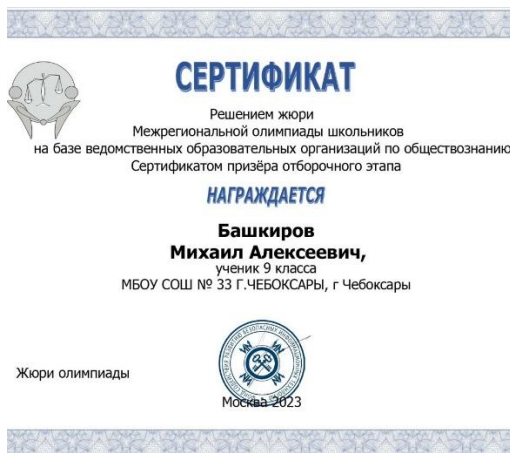 СЕРТИФИКАТ
Решением жюри
Межрегиональной олимпиады школьников
на базе ведомственных образовательных организаций по обществознанию
Сертификатом призёра отборочного этапа
НАГРАЖДАЕТСЯ
Башкиров
Михаил Алексеевич,
ученик 9 класса
МБОУ СОШ № 33 Г.ЧЕБОКСАРЫ, г Чебоксары
Жюри олимпиады
Москва 2023